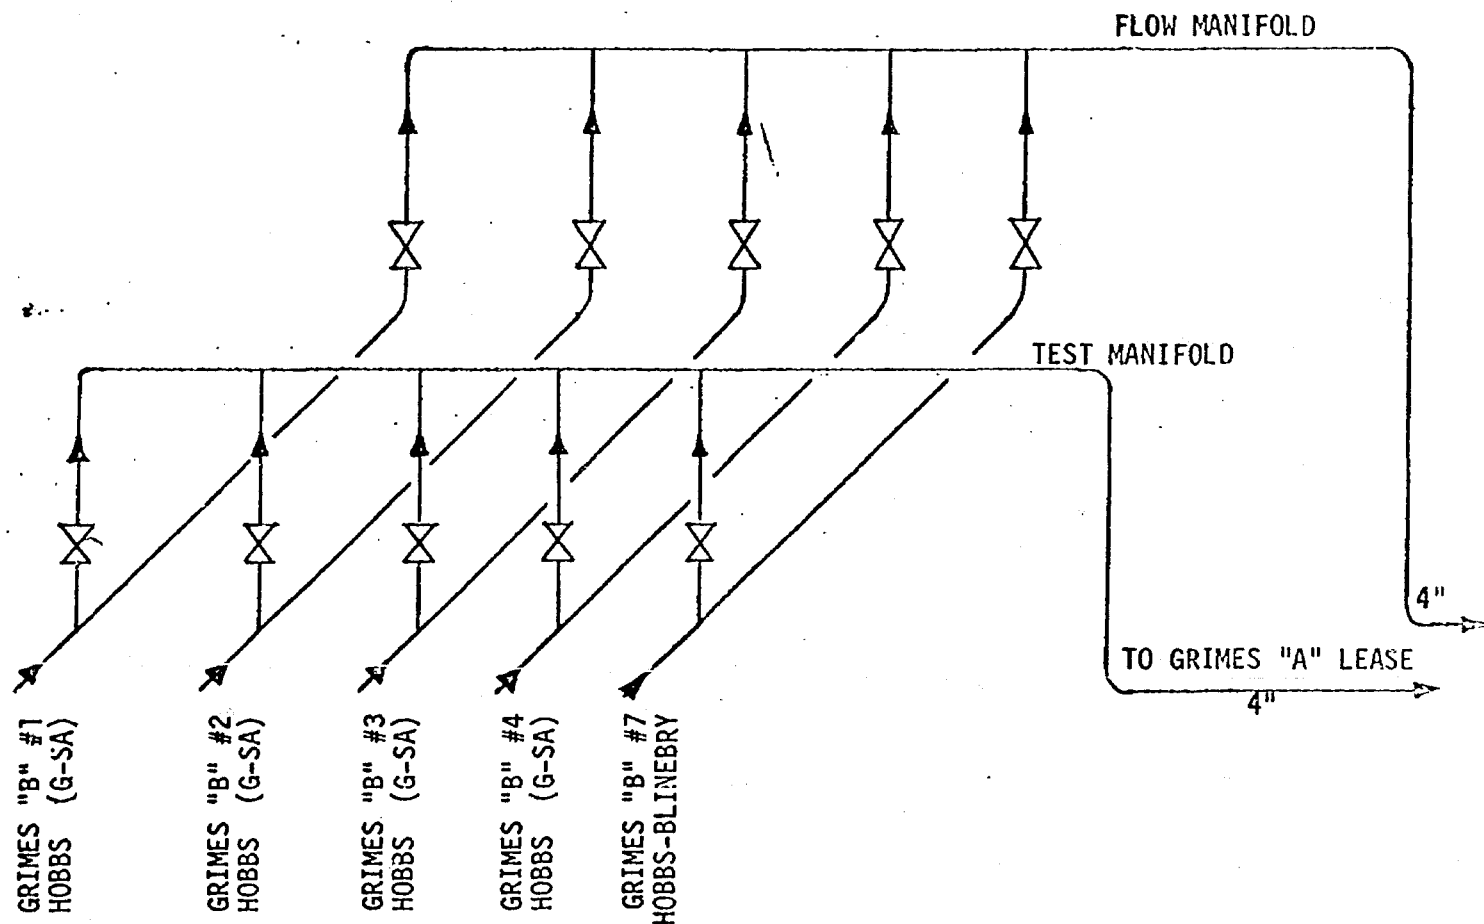 FLOW MANIFOLD
TEST MANIFOLD
4"
TO GRIMES "A" LEASE
4"
GRIMES "B" #1
HOBBS (G-SA)
GRIMES "B" #2
HOBBS (G-SA)
GRIMES "B" #3
HOBBS (G-SA)
GRIMES "B" #4
HOBBS (G-SA)
GRIMES "B" #7
HOBBS-BLINEBRY